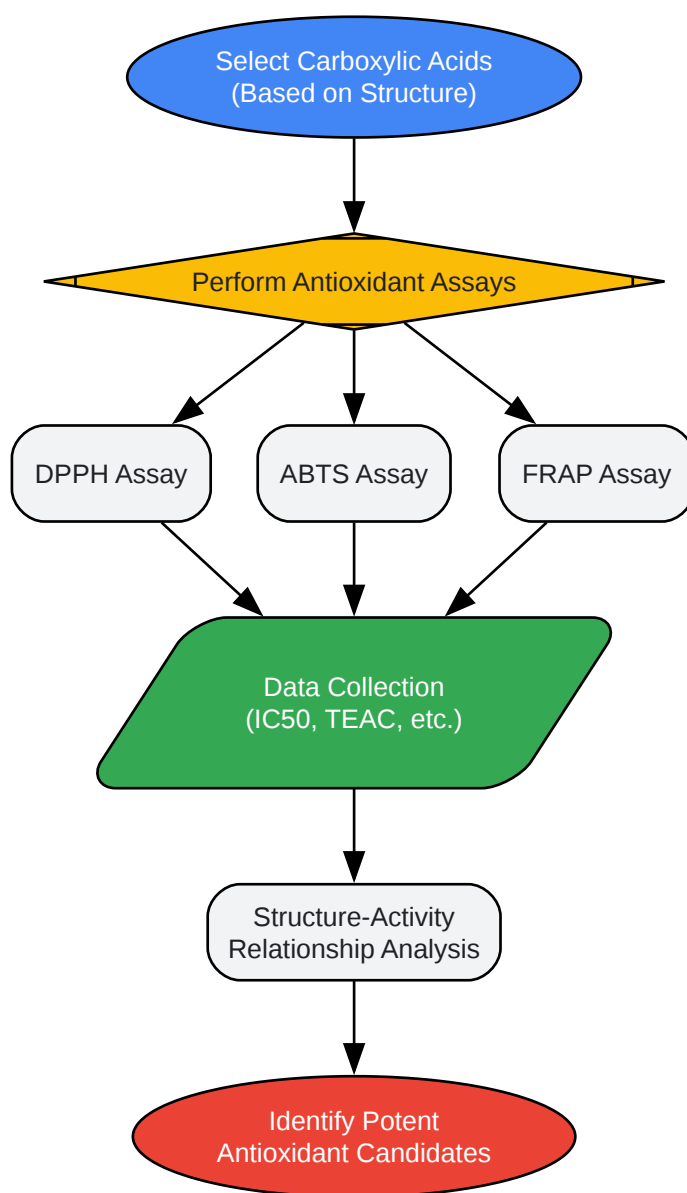 Select Carboxylic Acids
(Based on Structure)
Perform Antioxidant Assays
DPPH Assay
ABTS Assay
FRAP Assay
Data Collection
(IC50, TEAC, etc.)
Structure-Activity
Relationship Analysis
Identify Potent
Antioxidant Candidates